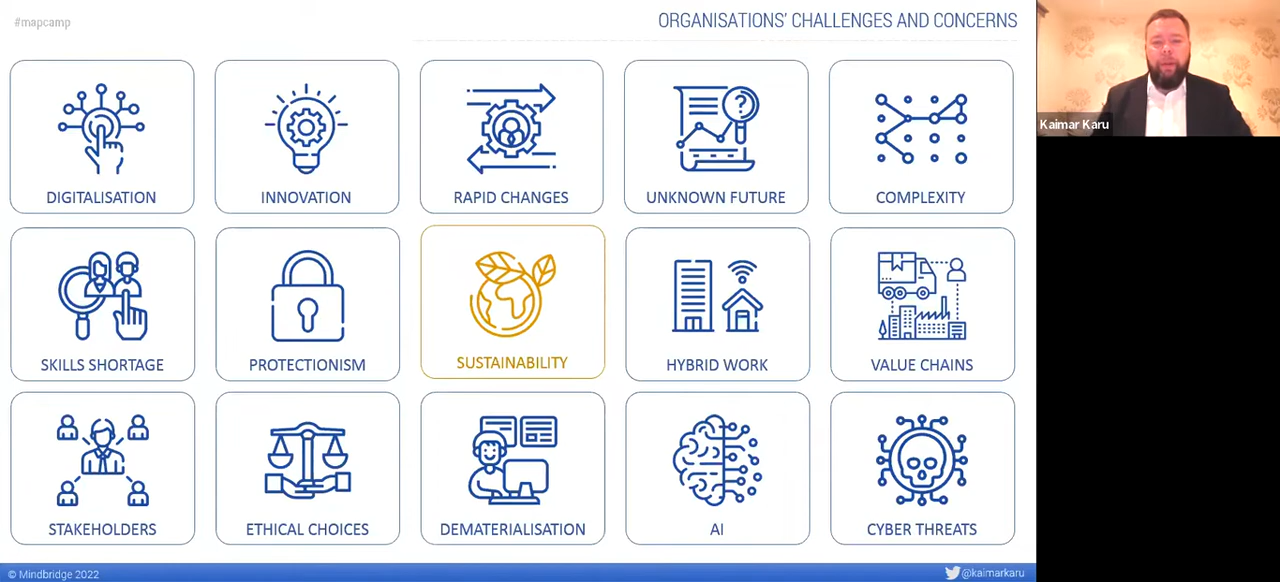 #mapcamp
ORGANISATIONS' CHALLENGES AND CONCERNS
Kaimar Karu
DIGITALISATION
INNOVATION
RAPID CHANGES
UNKNOWN FUTURE
COMPLEXITY
SKILLS SHORTAGE
PROTECTIONISM
SUSTAINABILITY
HYBRID WORK
VALUE CHAINS
STAKEHOLDERS
ETHICAL CHOICES
DEMATERIALISATION
AI
CYBER THREATS
© Mindbridge 2022
@kaimarkaru